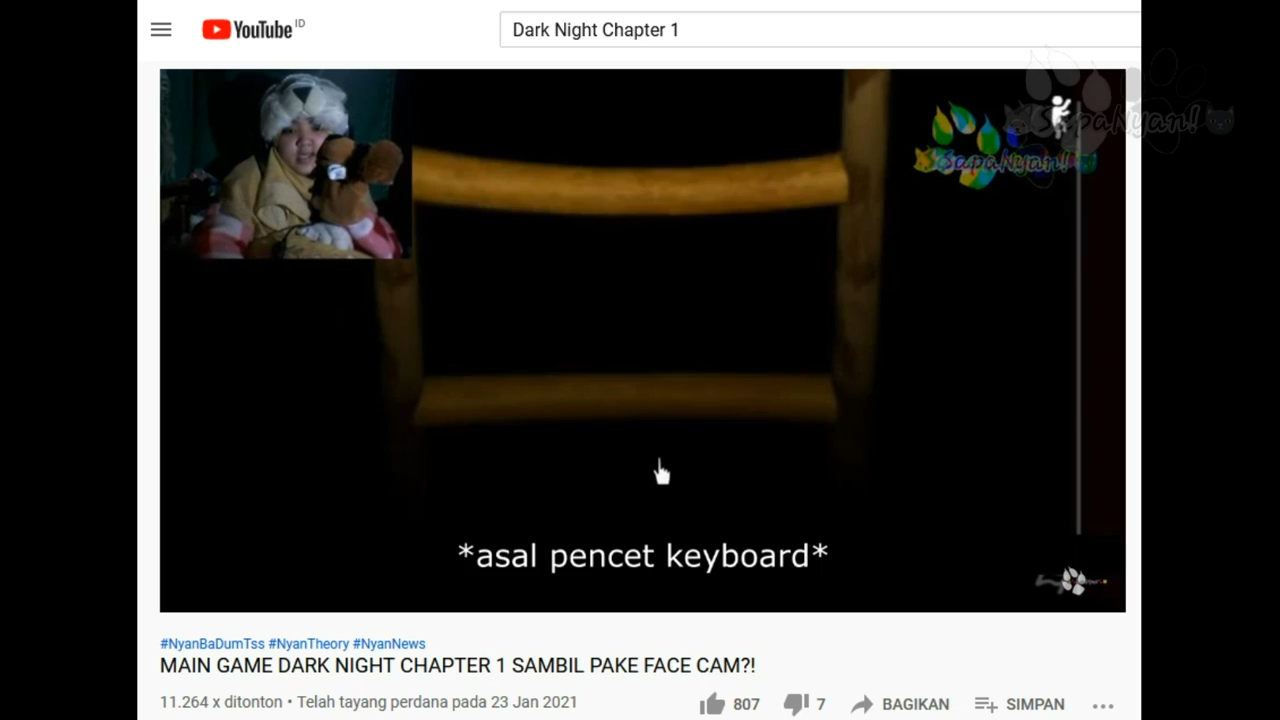 YouTube ID
Dark Night Chapter 1
SapaNyan!
SapaNyan!
*asal pencet keyboard*
#NyanBaDumTss #NyanTheory #NyanNews
MAIN GAME DARK NIGHT CHAPTER 1 SAMBIL PAKE FACE CAM?!
11.264 x ditonton • Telah tayang perdana pada 23 Jan 2021
807
7
BAGIKAN
SIMPAN